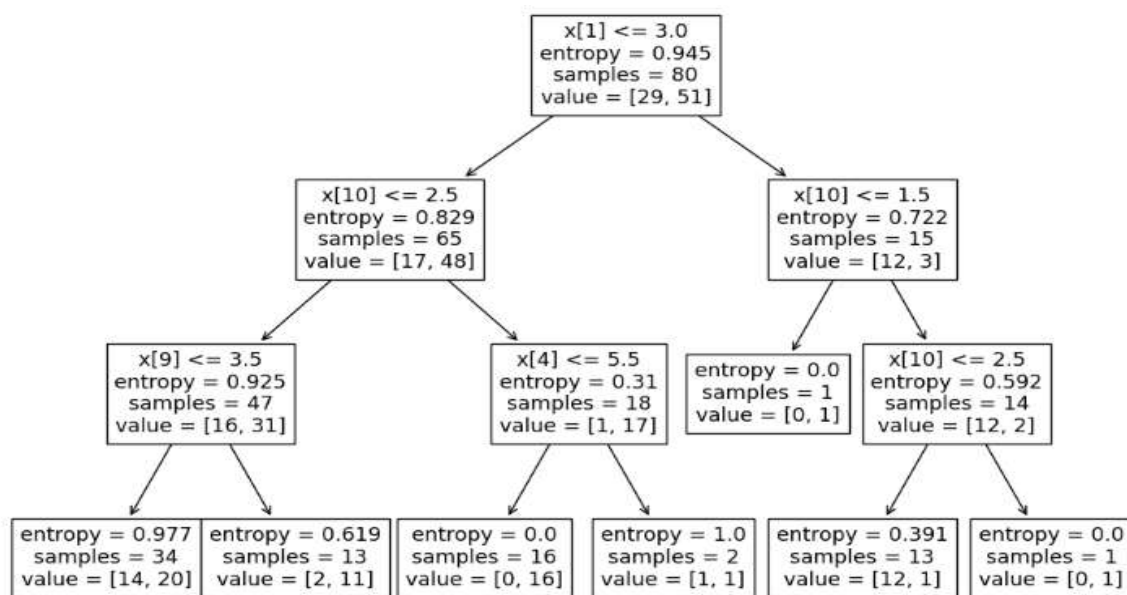 x[1] <= 3.0
entropy = 0.945
samples = 80
value = [29, 51]
x[10] <= 2.5
entropy = 0.829
samples = 65
value = [17, 48]
x[10] <= 1.5
entropy = 0.722
samples = 15
value = [12, 3]
x[9] <= 3.5
entropy = 0.925
samples = 47
value = [16, 31]
x[4] <= 5.5
entropy = 0.31
samples = 18
value = [1, 17]
entropy = 0.0
samples = 1
value = [0, 1]
x[10] <= 2.5
entropy = 0.592
samples = 14
value = [12, 2]
entropy = 0.977
samples = 34
value = [14, 20]
entropy = 0.619
samples = 13
value = [2, 11]
entropy = 0.0
samples = 16
value = [0, 16]
entropy = 1.0
samples = 2
value = [1, 1]
entropy = 0.391
samples = 13
value = [12, 1]
entropy = 0.0
samples = 1
value = [0, 1]